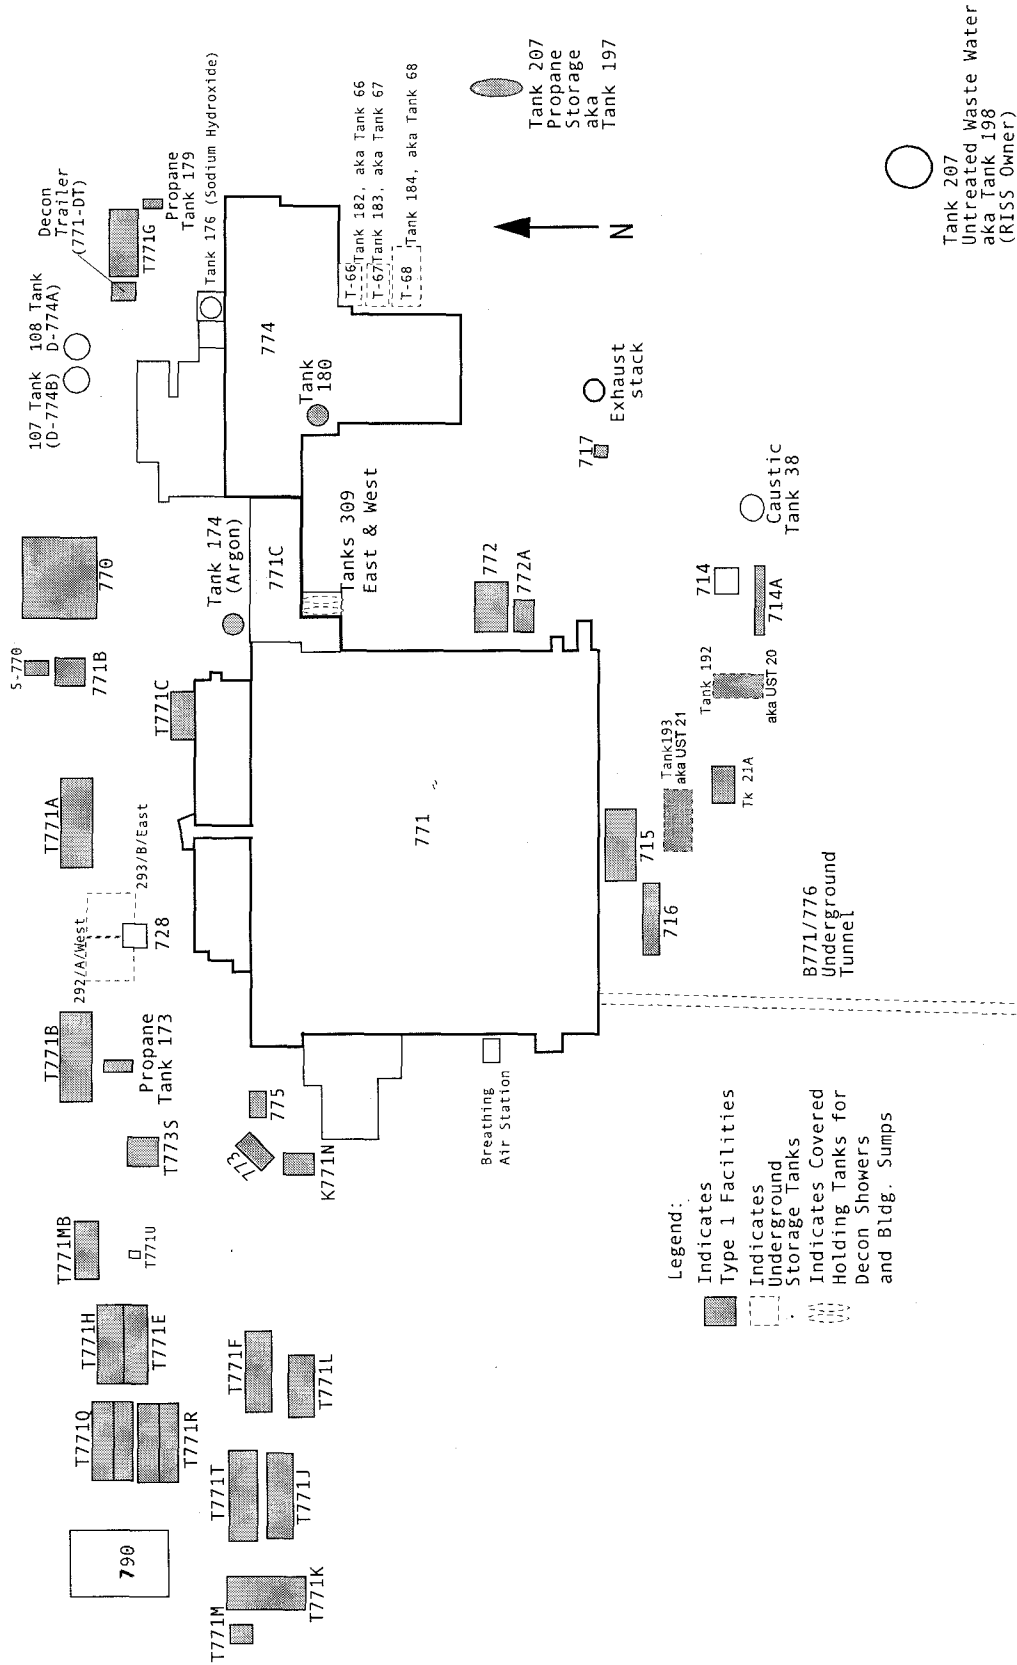 790
T771Q
T771R
T771H
T771E
T771MB
T771U
T773S
T771B
Propane
Tank 173
292/A/West
293/B/East
728
T771A
S-770
771B
770
107 Tank
(D-774B)
108 Tank
D-774A)
Decon
Trailer
(771-DT)
T771G
Propane
Tank 179
Tank 176 (Sodium Hydroxide)
T771M
T771K
T771T
T771J
T771F
T771L
773
775
K771N
T771C
Tank 174
(Argon)
771C
774
Tank
180
Tanks 309
East & West
T-66
T-67
T-68
Tank 182, aka Tank 66
Tank 183, aka Tank 67
Tank 184, aka Tank 68
N
Tank 207
Propane
Storage
aka
Tank 197
771
Breathing
Air Station
772
772A
717
Exhaust
stack
716
715
Tank193
aka UST 21
Tank 192
aka UST 20
Tk 21A
714
714A
Caustic
Tank 38
B771/776
Underground
Tunnel
Tank 207
Untreated Waste Water
aka Tank 198
(RISS Owner)
Legend:
Indicates
Type 1 Facilities
Indicates
Underground
Storage Tanks
Indicates Covered
Holding Tanks for
Decon Showers
and Bldg. Sumps